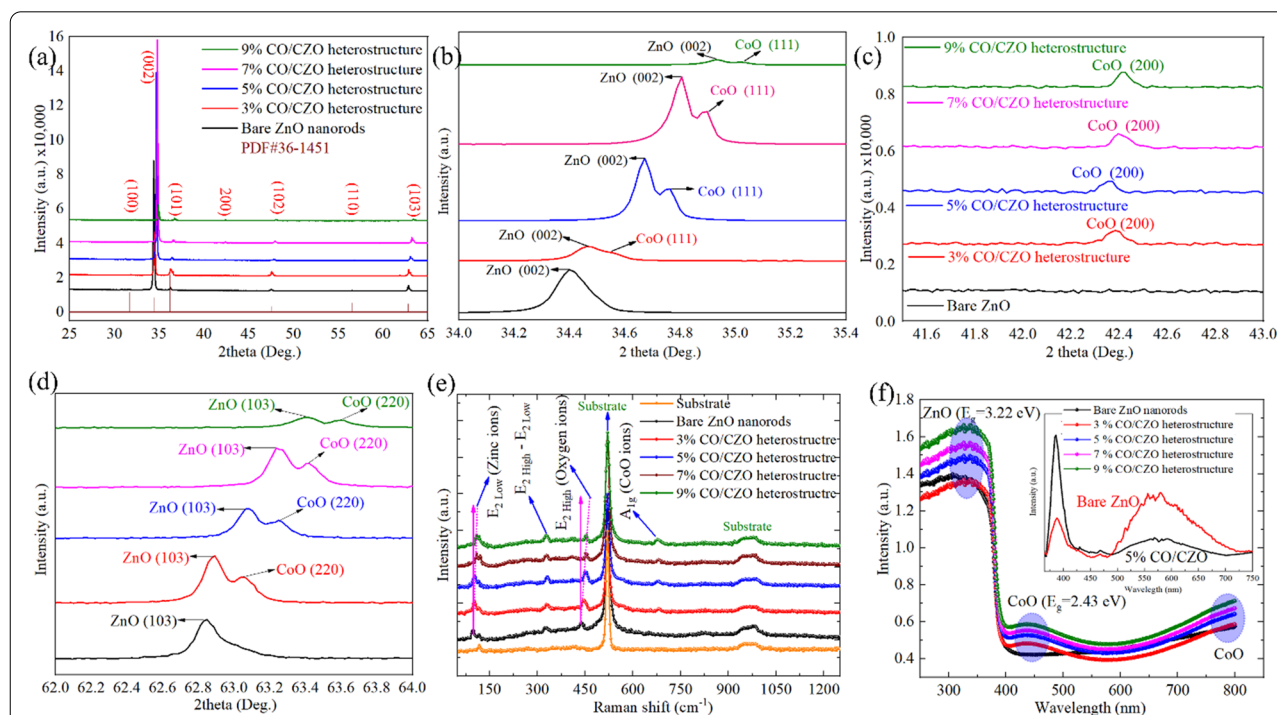 (a)
9% CO/CZO heterostructure
7% CO/CZO heterostructure
5% CO/CZO heterostructure
3% CO/CZO heterostructure
Bare ZnO nanorods
PDF#36-1451
(002)
(100)
(101)
200)
(102)
(110)
(103)
16
14
12
10
8
6
4
2
0
Intensity (a.u.) x10,000
25 30 35 40 45 50 55 60 65
2theta (Deg.)
(b)
ZnO (002)
CoO (111)
ZnO (002)
CoO (111)
ZnO (002)
CoO (111)
ZnO (002)
CoO (111)
ZnO (002)
Intensity (a.u.)
34.0 34.2 34.4 34.6 34.8 35.0 35.2 35.4
2 theta (Deg.)
(c)
9% CO/CZO heterostructure
CoO (200)
7% CO/CZO heterostructure
CoO (200)
CoO (200)
5% CO/CZO heterostructure
CoO (200)
3% CO/CZO heterostructure
Bare ZnO
1.0
0.8
0.6
0.4
0.2
0.0
Intensity (a.u.) x10,000
41.6 41.8 42.0 42.2 42.4 42.6 42.8 43.0
2 theta (Deg.)
(d)
ZnO (103)
CoO (220)
ZnO (103)
CoO (220)
ZnO (103)
CoO (220)
ZnO (103)
CoO (220)
ZnO (103)
Intensity (a.u.)
62.0 62.2 62.4 62.6 62.8 63.0 63.2 63.4 63.6 63.8 64.0
2theta (Deg.)
(e)
E2 Low (Zinc ions)
E2 High - E2 Low
E2 High (Oxygen ions)
Substrate
A1g (CoO ions)
Substrate
Bare ZnO nanorods
3% CO/CZO heterostructre
5% CO/CZO heterostructre
7% CO/CZO heterostructre
9% CO/CZO heterostructre
Substrate
Intensity (a.u.)
50 250 450 650 850 1050 1250
Raman shift (cm-1)
(f)
ZnO (Eg=3.22 eV)
Bare ZnO nanorods
3 % CO/CZO heterostructure
5 % CO/CZO heterostructure
7 % CO/CZO heterostructure
9 % CO/CZO heterostructure
Bare ZnO
5% CO/CZO
Intensity (a.u.)
400 450 500 550 600 650 700 750
Wavelegth (nm)
CoO (Eg=2.43 eV)
CoO
1.8
1.6
1.4
1.2
1.0
0.8
0.6
0.4
Intensity (a.u.)
300 400 500 600 700 800
Wavelength (nm)